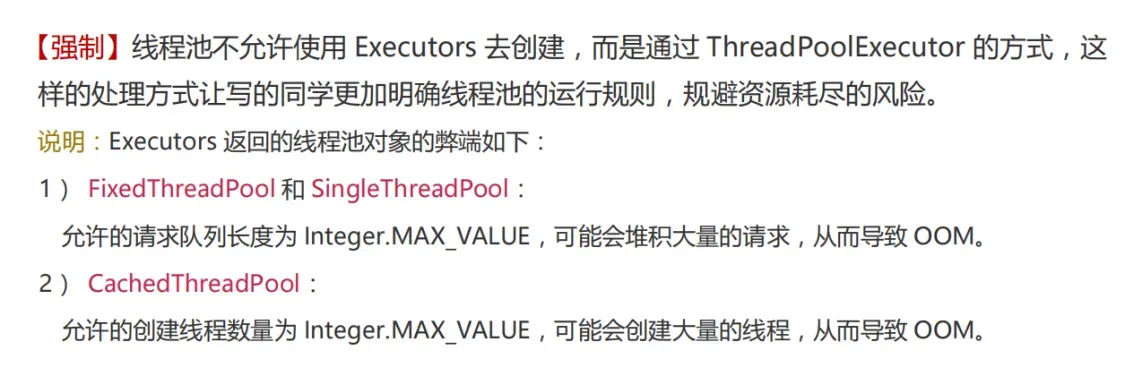 【强制】线程池不允许使用 Executors 去创建，而是通过 ThreadPoolExecutor 的方式，这
样的处理方式让写的同学更加明确线程池的运行规则，规避资源耗尽的风险。
说明：Executors 返回的线程池对象的弊端如下：
1） FixedThreadPool 和 SingleThreadPool：
允许的请求队列长度为 Integer.MAX_VALUE，可能会堆积大量的请求，从而导致 OOM。
2） CachedThreadPool：
允许的创建线程数量为 Integer.MAX_VALUE，可能会创建大量的线程，从而导致 OOM。